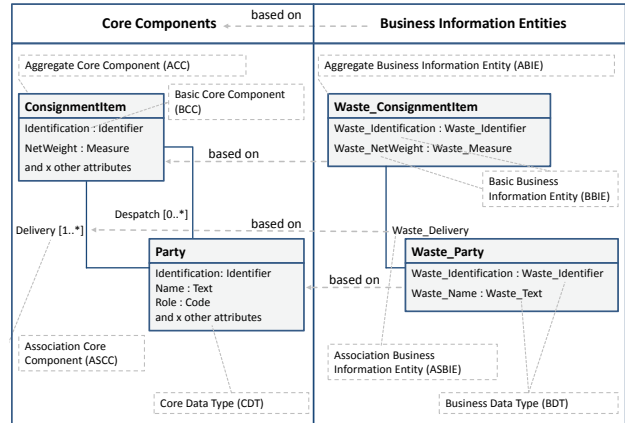 Core Components
based on
Business Information Entities
Aggregate Core Component (ACC)
Aggregate Business Information Entity (ABIE)
ConsignmentItem
Basic Core Component
(BCC)
Identification : Identifier
NetWeight : Measure
and x other attributes
Waste_ConsignmentItem
Waste_Identification : Waste_Identifier
Waste_NetWeight : Waste_Measure
based on
Basic Business
Information Entity (BBIE)
Despatch [0..*]
Delivery [1..*]
based on
Waste_Delivery
Party
Identification: Identifier
Name : Text
Role : Code
and x other attributes
based on
Waste_Party
Waste_Identification : Waste_Identifier
Waste_Name : Waste_Text
Association Core
Component (ASCC)
Association Business
Information Entity (ASBIE)
Core Data Type (CDT)
Business Data Type (BDT)